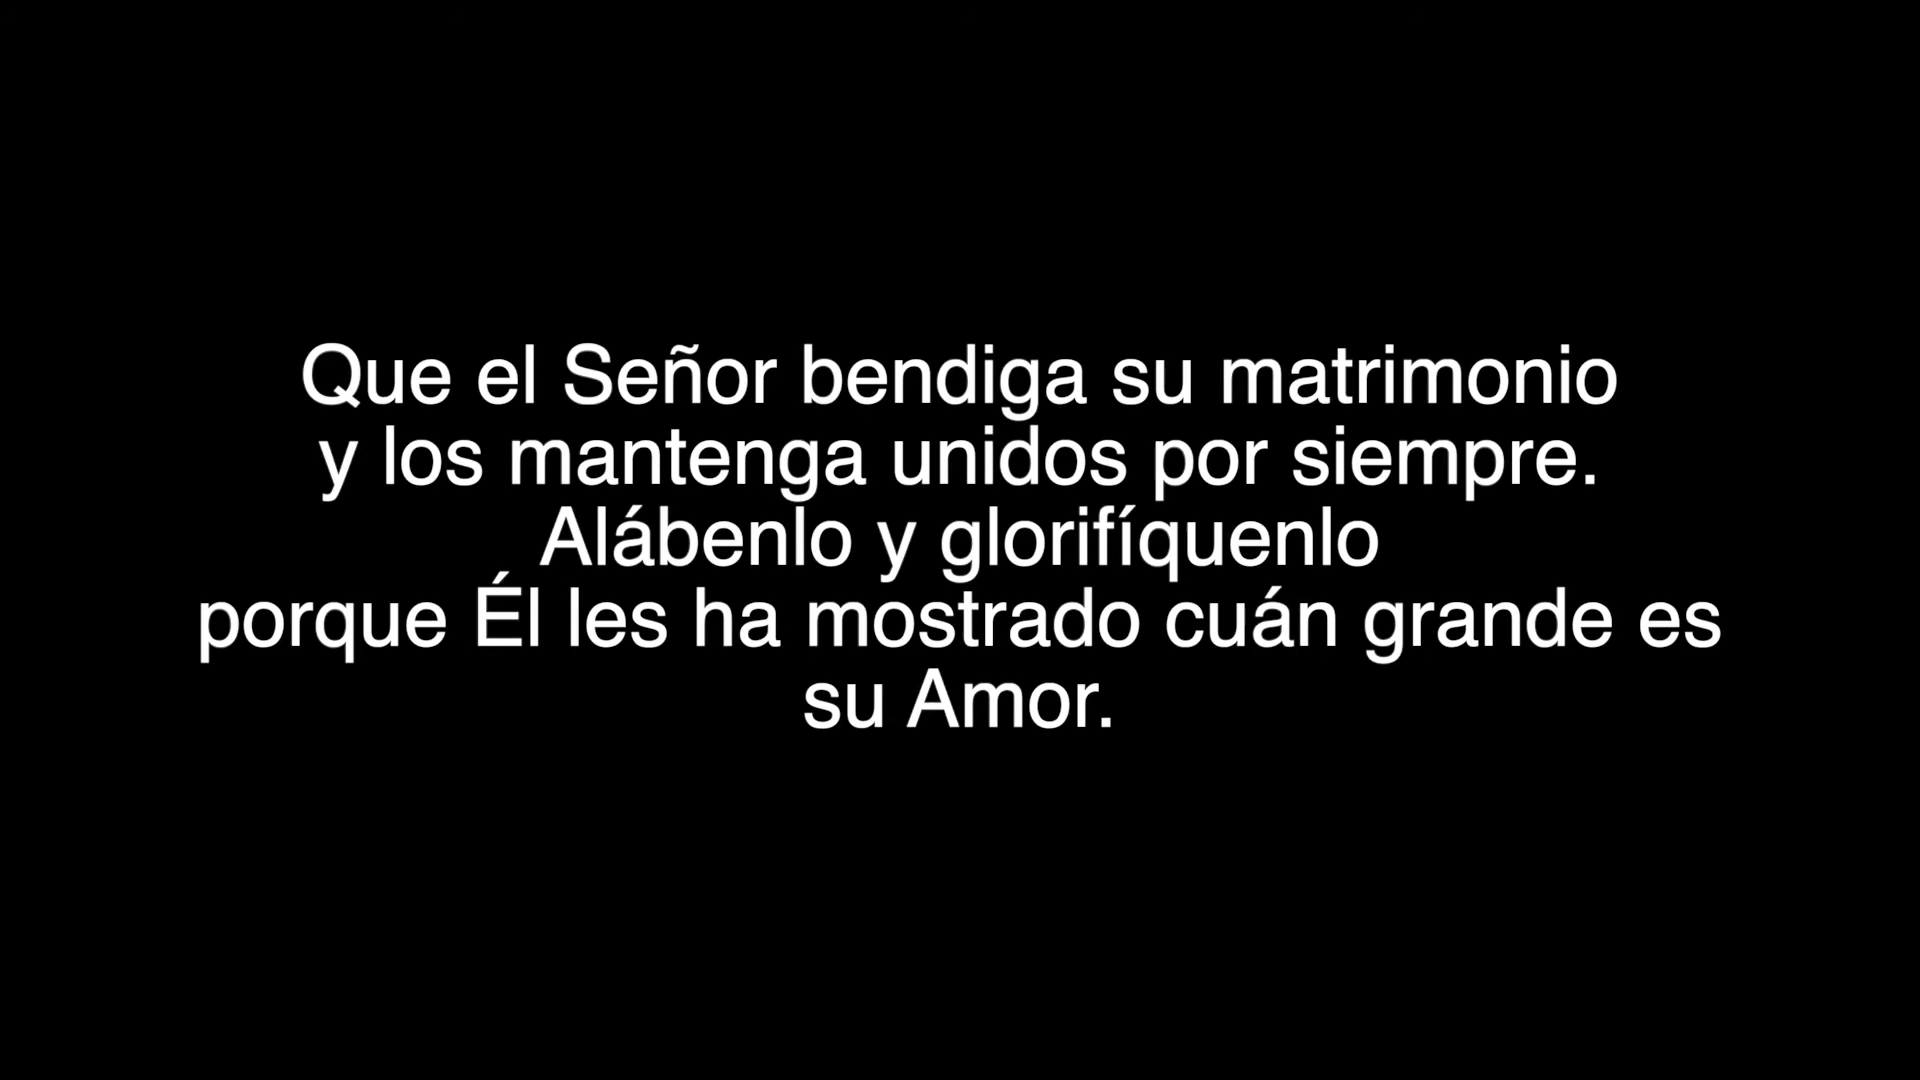 Que el Señor bendiga su matrimonio
y los mantenga unidos por siempre.
Alábenlo y glorifíquenlo
porque Él les ha mostrado cuán grande es
su Amor.